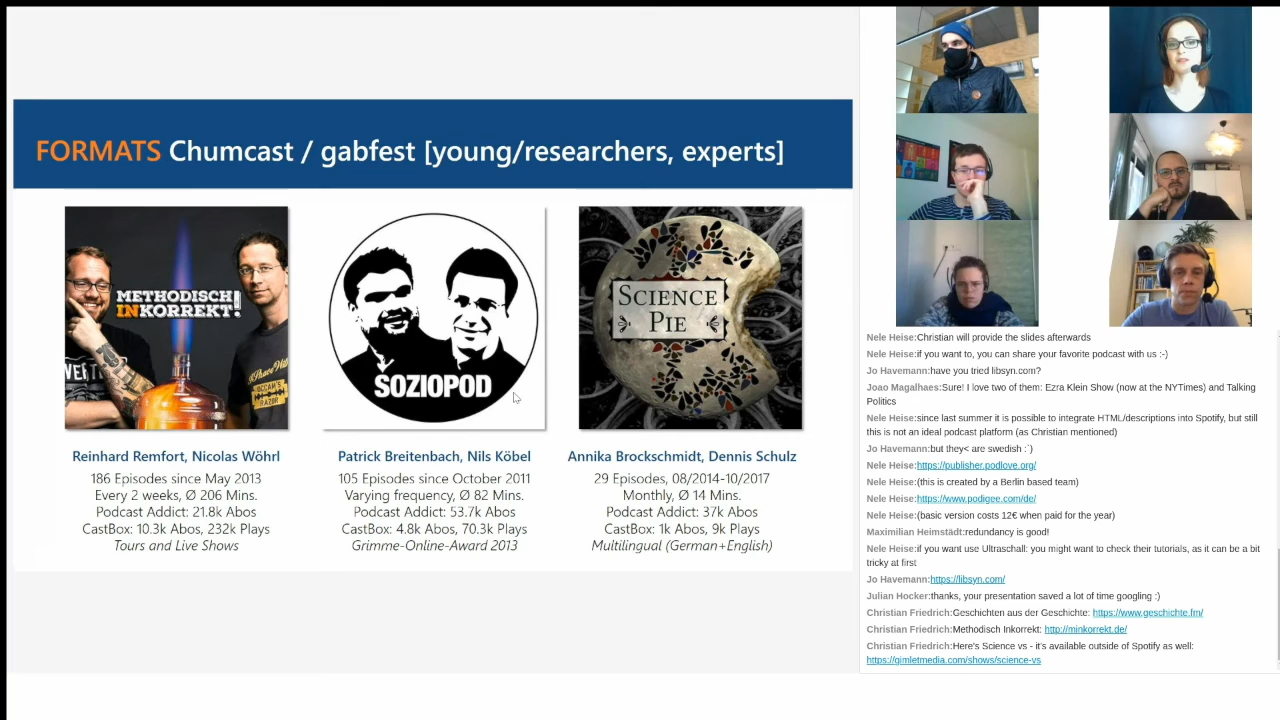 FORMATS Chumcast / gabfest [young/researchers, experts]
METHODISCH
INKORREKT!
SOZIOPOD
SCIENCE
PIE
Reinhard Remfort, Nicolas Wöhrl
186 Episodes since May 2013
Every 2 weeks, Ø 206 Mins.
Podcast Addict: 21.8k Abos
CastBox: 10.3k Abos, 232k Plays
Tours and Live Shows
Patrick Breitenbach, Nils Köbel
105 Episodes since October 2011
Varying frequency, Ø 82 Mins.
Podcast Addict: 53.7k Abos
CastBox: 4.8k Abos, 70.3k Plays
Grimme-Online-Award 2013
Annika Brockschmidt, Dennis Schulz
29 Episodes, 08/2014-10/2017
Monthly, Ø 14 Mins.
Podcast Addict: 37k Abos
CastBox: 1k Abos, 9k Plays
Multilingual (German+English)
Nele Heise:Christian will provide the slides afterwards
Nele Heise:if you want to, you can share your favorite podcast with us :-)
Jo Havemann:have you tried libsyn.com?
Joao Magalhaes:Sure! I love two of them: Ezra Klein Show (now at the NYTimes) and Talking
Politics
Nele Heise:since last summer it is possible to integrate HTML/descriptions into Spotify, but still
this is not an ideal podcast platform (as Christian mentioned)
Jo Havemann:but they< are swedish :`)
Nele Heise:https://publisher.podlove.org/
Nele Heise:(this is created by a Berlin based team)
Nele Heise:https://www.podigee.com/de/
Nele Heise:(basic version costs 12€ when paid for the year)
Maximilian Heimstädt:redundancy is good!
Nele Heise:if you want use Ultraschall: you might want to check their tutorials, as it can be a bit
tricky at first
Jo Havemann:https://libsyn.com/
Julian Hocker:thanks, your presentation saved a lot of time googling :)
Christian Friedrich:Geschichten aus der Geschichte: https://www.geschichte.fm/
Christian Friedrich:Methodisch Inkorrekt: http://minkorrekt.de/
Christian Friedrich:Here's Science vs - it's available outside of Spotify as well:
https://gimletmedia.com/shows/science-vs